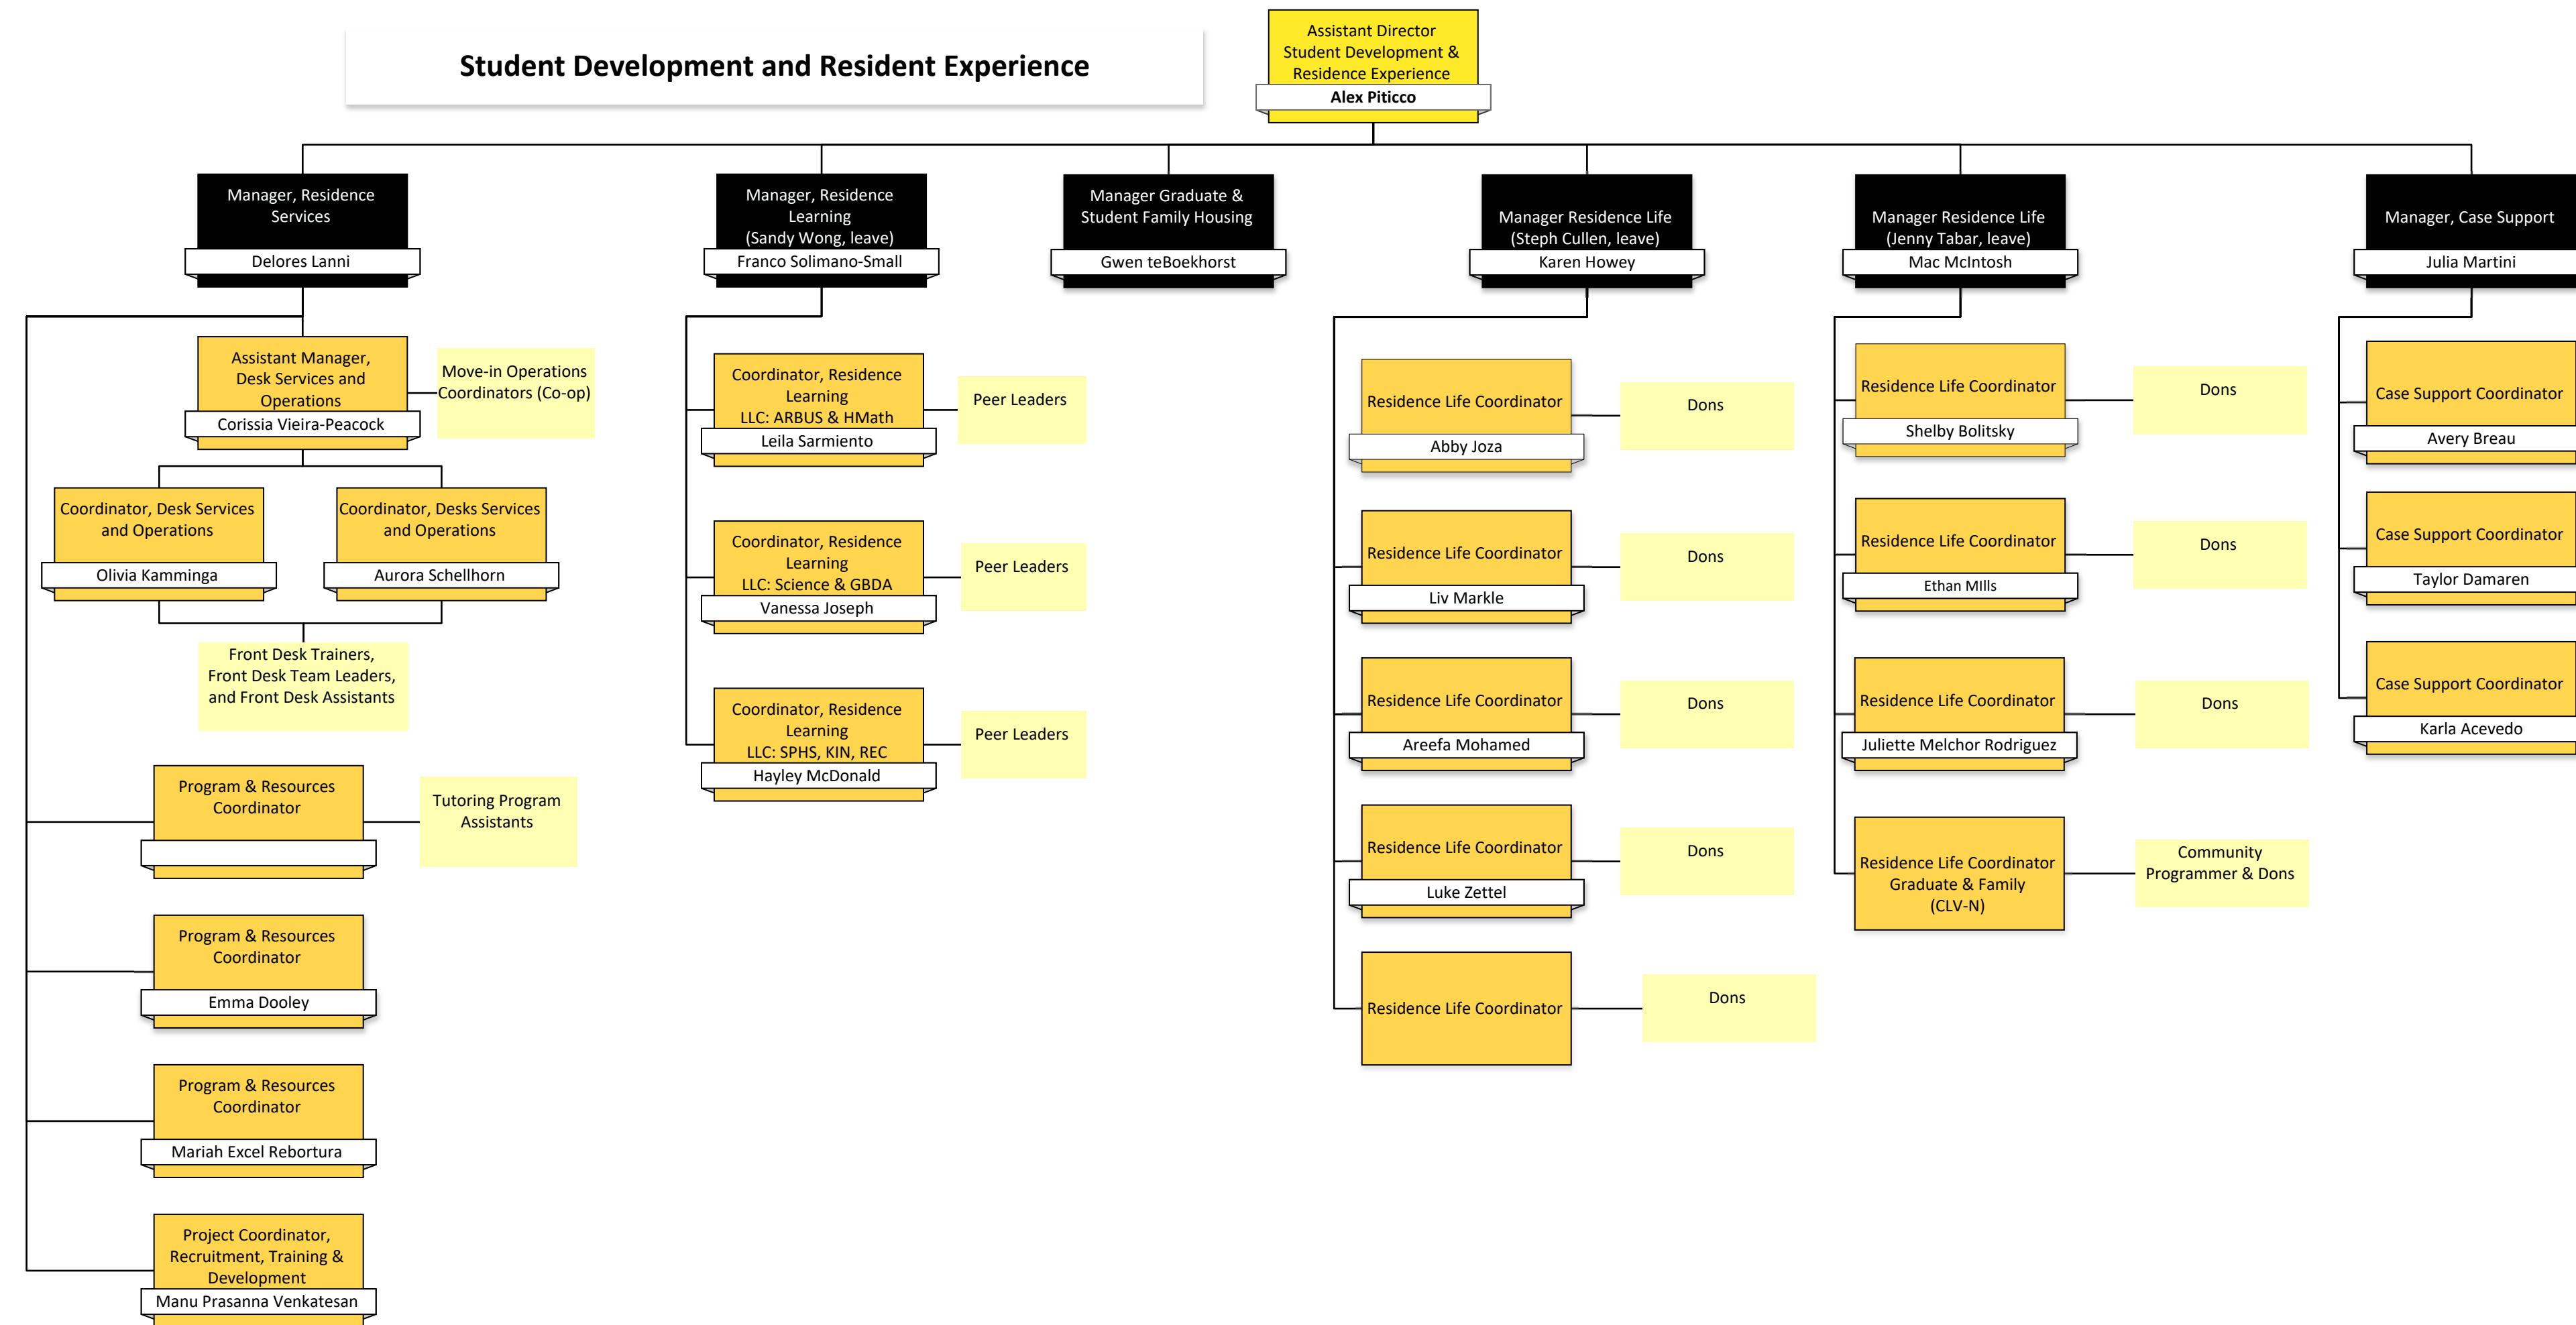 Student Development and Resident Experience
Assistant Director
Student Development &
Residence Experience
Alex Piticco
Manager, Residence
Services
Delores Lanni
Manager, Residence
Learning
(Sandy Wong, leave)
Franco Solimano-Small
Manager Graduate &
Student Family Housing
Gwen teBoekhorst
Manager Residence Life
(Steph Cullen, leave)
Karen Howey
Manager Residence Life
(Jenny Tabar, leave)
Mac McIntosh
Manager, Case Support
Julia Martini
Assistant Manager,
Desk Services and
Operations
Corissia Vieira-Peacock
Move-in Operations
Coordinators (Co-op)
Coordinator, Desk Services
and Operations
Olivia Kamminga
Coordinator, Desks Services
and Operations
Aurora Schellhorn
Front Desk Trainers,
Front Desk Team Leaders,
and Front Desk Assistants
Program & Resources
Coordinator
Tutoring Program
Assistants
Program & Resources
Coordinator
Emma Dooley
Program & Resources
Coordinator
Mariah Excel Rebortura
Project Coordinator,
Recruitment, Training &
Development
Manu Prasanna Venkatesan
Coordinator, Residence
Learning
LLC: ARBUS & HMath
Leila Sarmiento
Peer Leaders
Coordinator, Residence
Learning
LLC: Science & GBDA
Vanessa Joseph
Peer Leaders
Coordinator, Residence
Learning
LLC: SPHS, KIN, REC
Hayley McDonald
Peer Leaders
Residence Life Coordinator
Abby Joza
Dons
Residence Life Coordinator
Liv Markle
Dons
Residence Life Coordinator
Areefa Mohamed
Dons
Residence Life Coordinator
Luke Zettel
Dons
Residence Life Coordinator
Dons
Residence Life Coordinator
Shelby Bolitsky
Dons
Residence Life Coordinator
Ethan MIlls
Dons
Residence Life Coordinator
Juliette Melchor Rodriguez
Dons
Residence Life Coordinator
Graduate & Family
(CLV-N)
Community
Programmer & Dons
Case Support Coordinator
Avery Breau
Case Support Coordinator
Taylor Damaren
Case Support Coordinator
Karla Acevedo